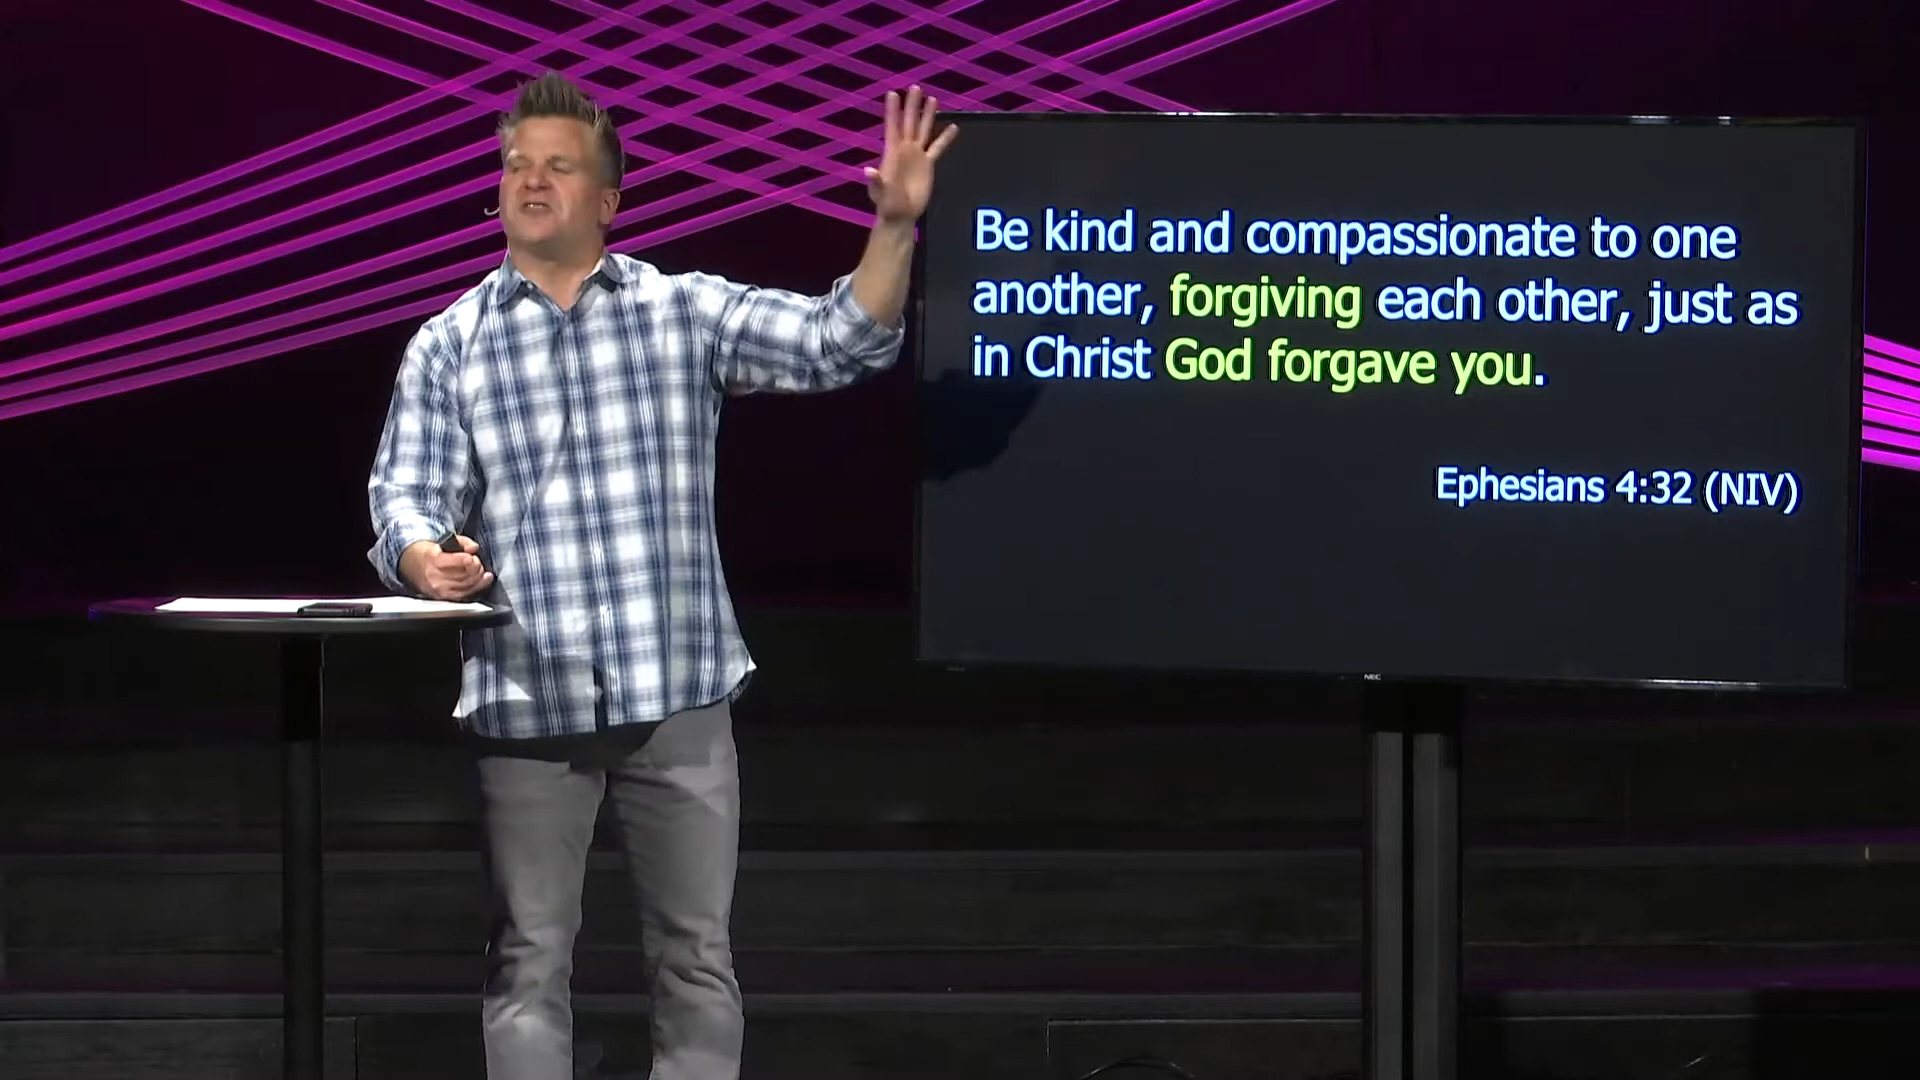 Be kind and compassionate to one
another, forgiving each other, just as
in Christ God forgave you.
Ephesians 4:32 (NIV)
NEC